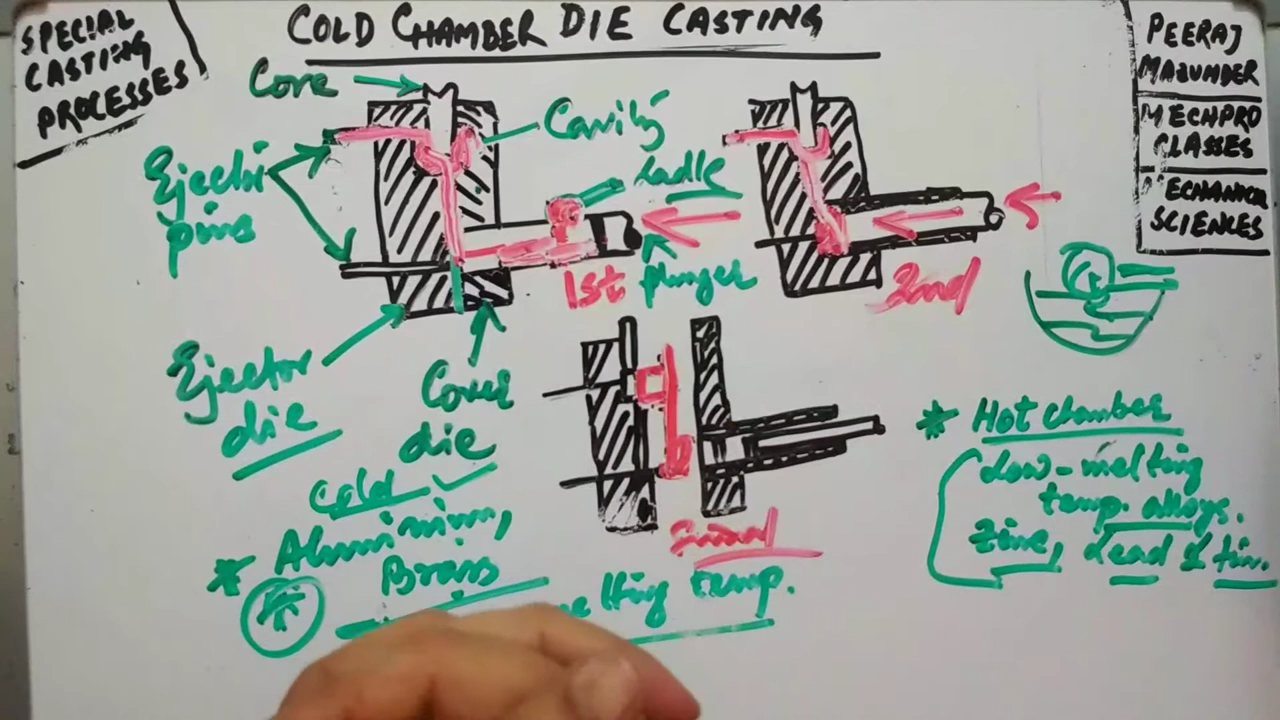 SPECIAL
CASTING
PROCESSES
COLD CHAMBER DIE CASTING
PEERAJ
MAJUMDER
MECHPRO
CLASSES
MECHANICAL
SCIENCES
Core
Cavity
Ladle
Ejector
pins
1st
plunger
2nd
Ejector
die
Cover
die
Final
Cold
* Aluminium,
Brass
*
melting temp.
* Hot chamber
Low-melting
temp. alloys.
Zinc, Lead & tin.